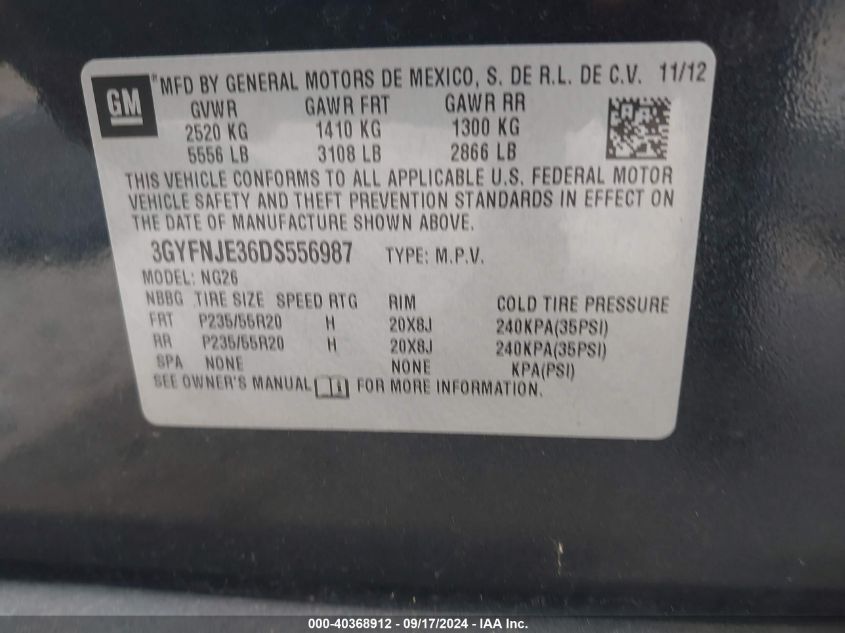 GM
MFD BY GENERAL MOTORS DE MEXICO, S. DE R.L. DE C.V. 11/12
GVWR GAWR FRT GAWR RR
2520 KG 1410 KG 1300 KG
5556 LB 3108 LB 2866 LB
THIS VEHICLE CONFORMS TO ALL APPLICABLE U.S. FEDERAL MOTOR
VEHICLE SAFETY AND THEFT PREVENTION STANDARDS IN EFFECT ON
THE DATE OF MANUFACTURE SHOWN ABOVE.
3GYFNJE36DS556987 TYPE: M.P.V.
MODEL: NG26
NBBG TIRE SIZE SPEED RTG RIM COLD TIRE PRESSURE
FRT P235/55R20 H 20X8J 240KPA(35PSI)
RR P235/55R20 H 20X8J 240KPA(35PSI)
SPA NONE NONE KPA(PSI)
SEE OWNER'S MANUAL FOR MORE INFORMATION.
000-40368912 - 09/17/2024 - IAA Inc.